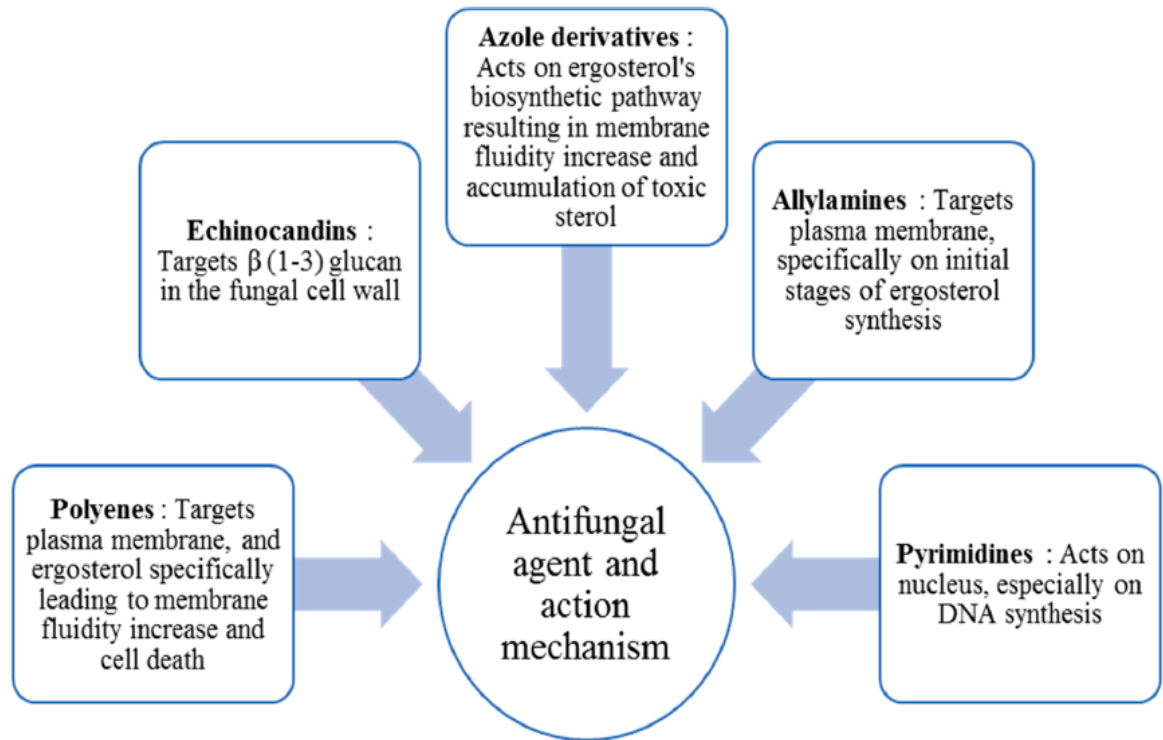 Azole derivatives :
Acts on ergosterol's
biosynthetic pathway
resulting in membrane
fluidity increase and
accumulation of toxic
sterol
Echinocandins :
Targets β (1-3) glucan
in the fungal cell wall
Allylamines : Targets
plasma membrane,
specifically on initial
stages of ergosterol
synthesis
Polyenes : Targets
plasma membrane, and
ergosterol specifically
leading to membrane
fluidity increase and
cell death
Antifungal
agent and
action
mechanism
Pyrimidines : Acts on
nucleus, especially on
DNA synthesis